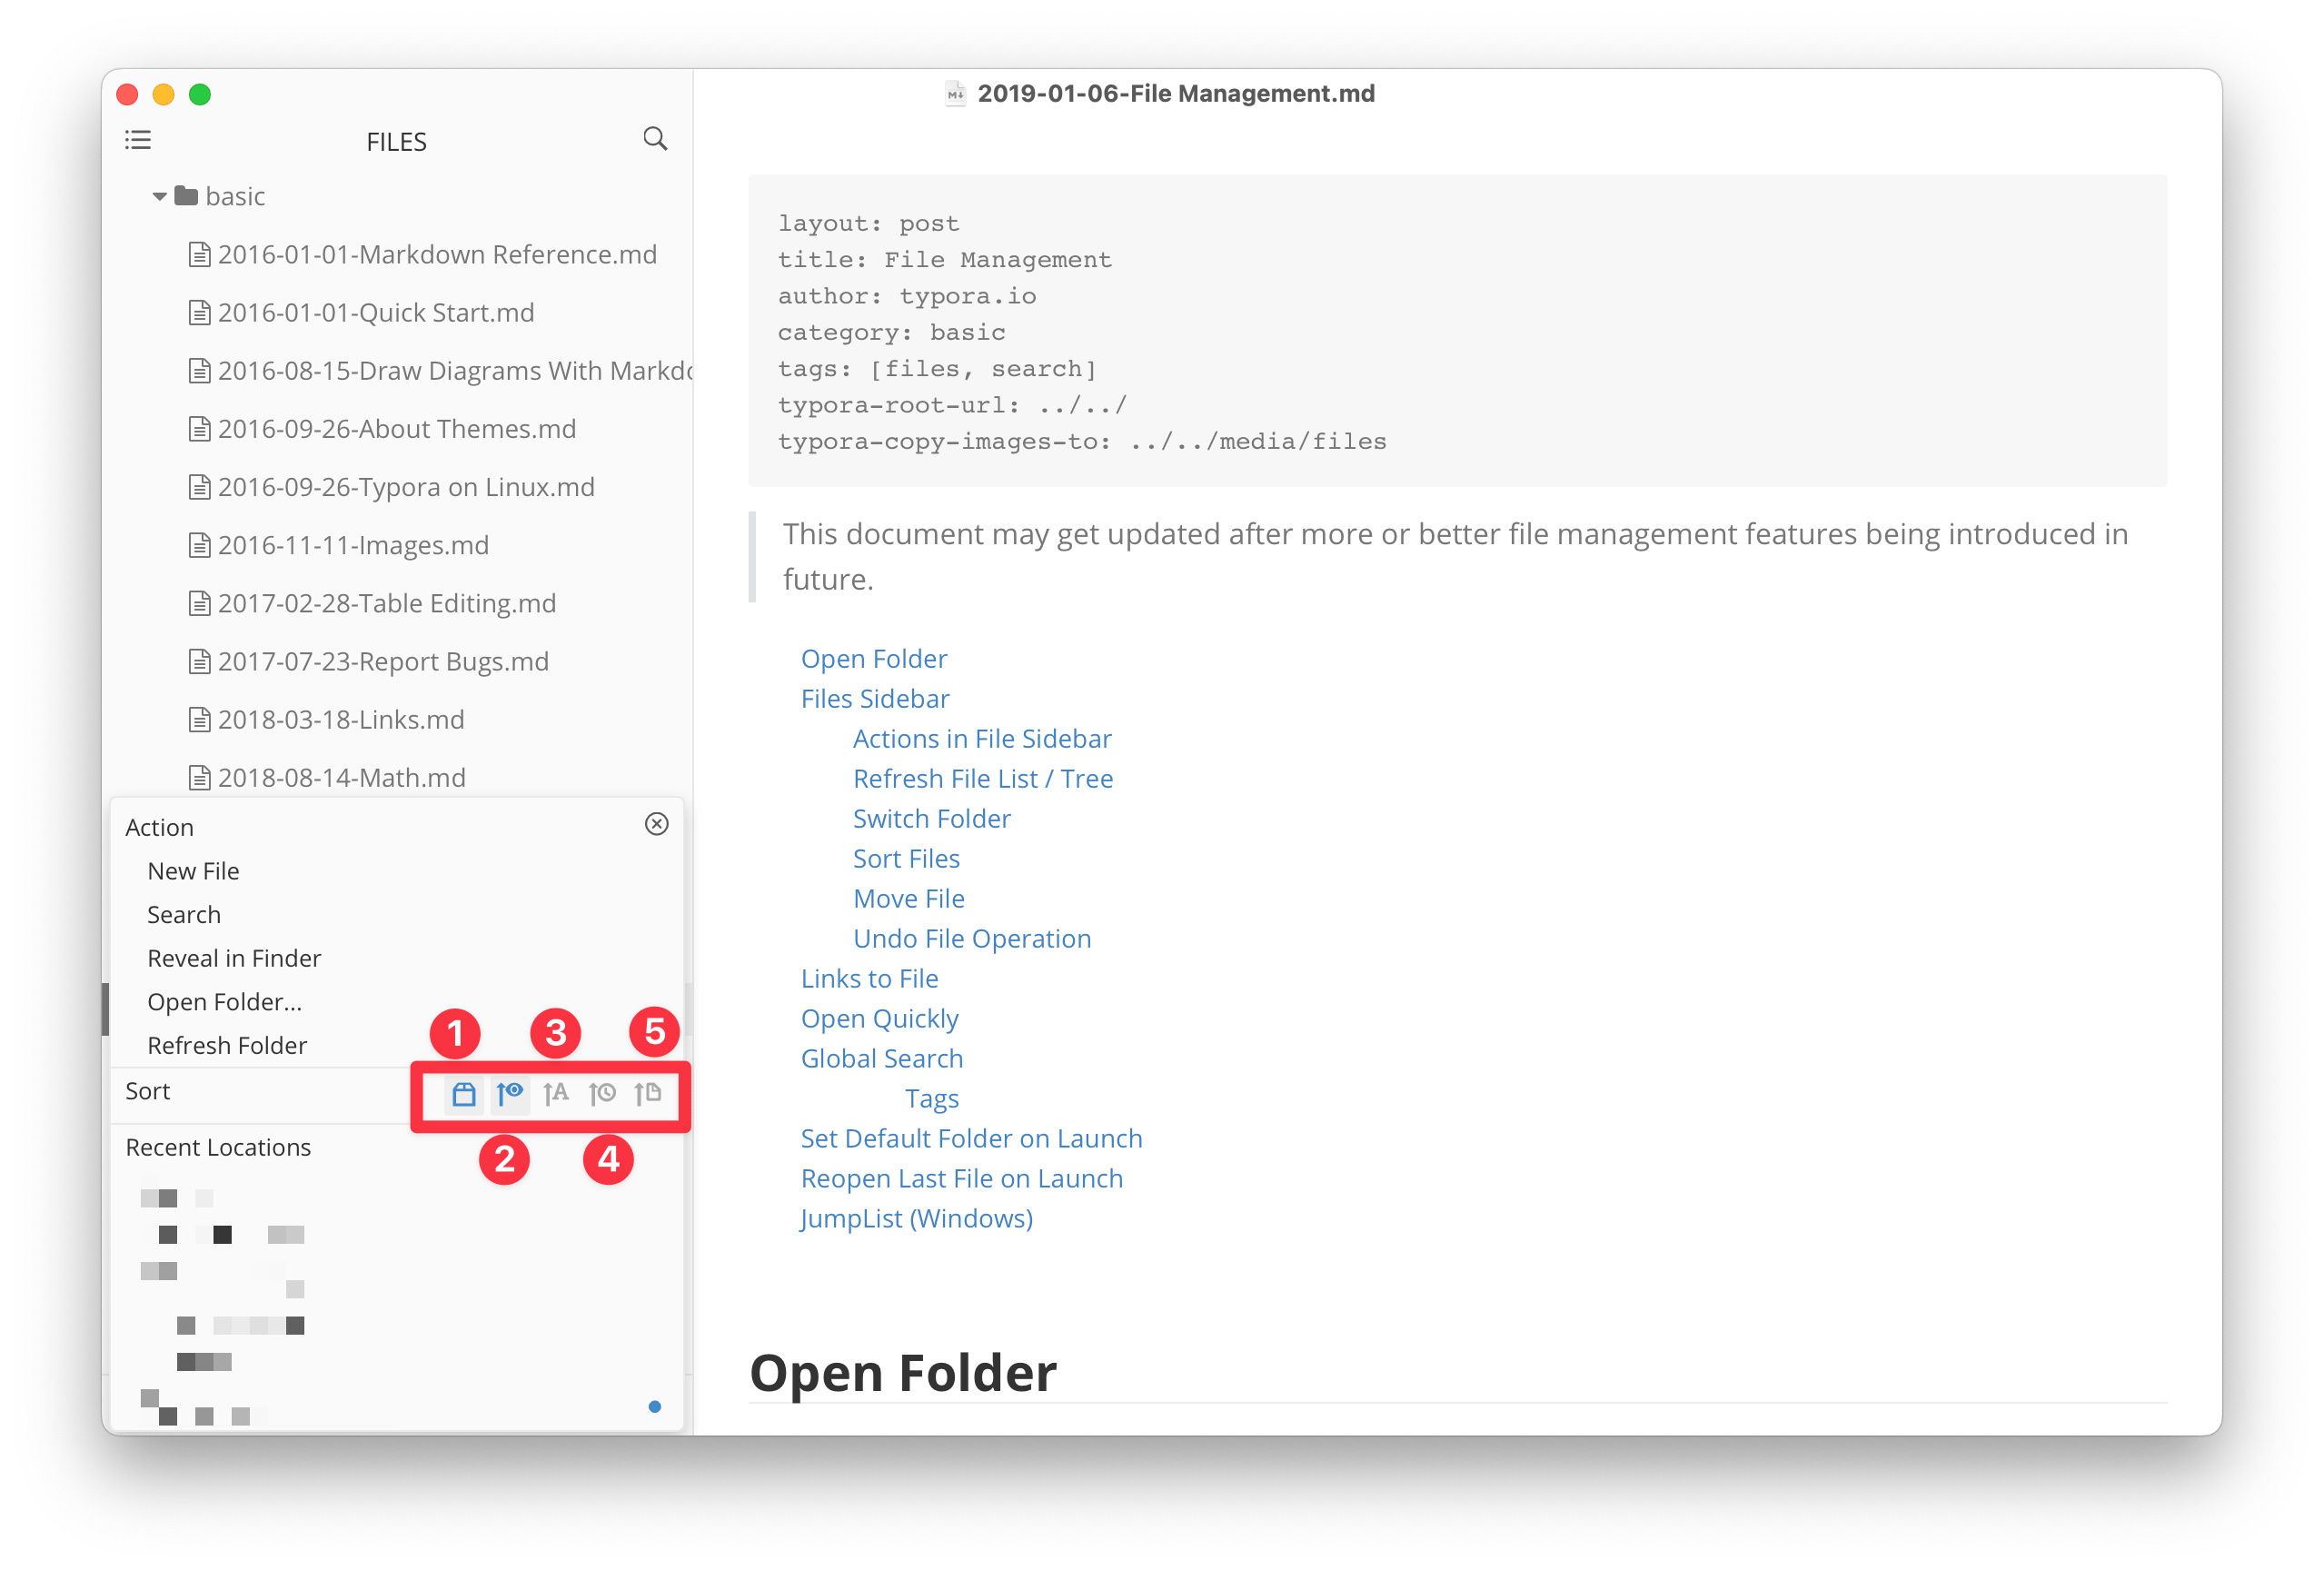 2019-01-06-File Management.md
FILES
basic
2016-01-01-Markdown Reference.md
2016-01-01-Quick Start.md
2016-08-15-Draw Diagrams With Markdo
2016-09-26-About Themes.md
2016-09-26-Typora on Linux.md
2016-11-11-Images.md
2017-02-28-Table Editing.md
2017-07-23-Report Bugs.md
2018-03-18-Links.md
2018-08-14-Math.md
Action
New File
Search
Reveal in Finder
Open Folder...
Refresh Folder
1 3 5
Sort
A
2 4
Recent Locations
layout: post
title: File Management
author: typora.io
category: basic
tags: [files, search]
typora-root-url: ../../
typora-copy-images-to: ../../media/files
This document may get updated after more or better file management features being introduced in
future.
Open Folder
Files Sidebar
Actions in File Sidebar
Refresh File List / Tree
Switch Folder
Sort Files
Move File
Undo File Operation
Links to File
Open Quickly
Global Search
Tags
Set Default Folder on Launch
Reopen Last File on Launch
JumpList (Windows)
Open Folder